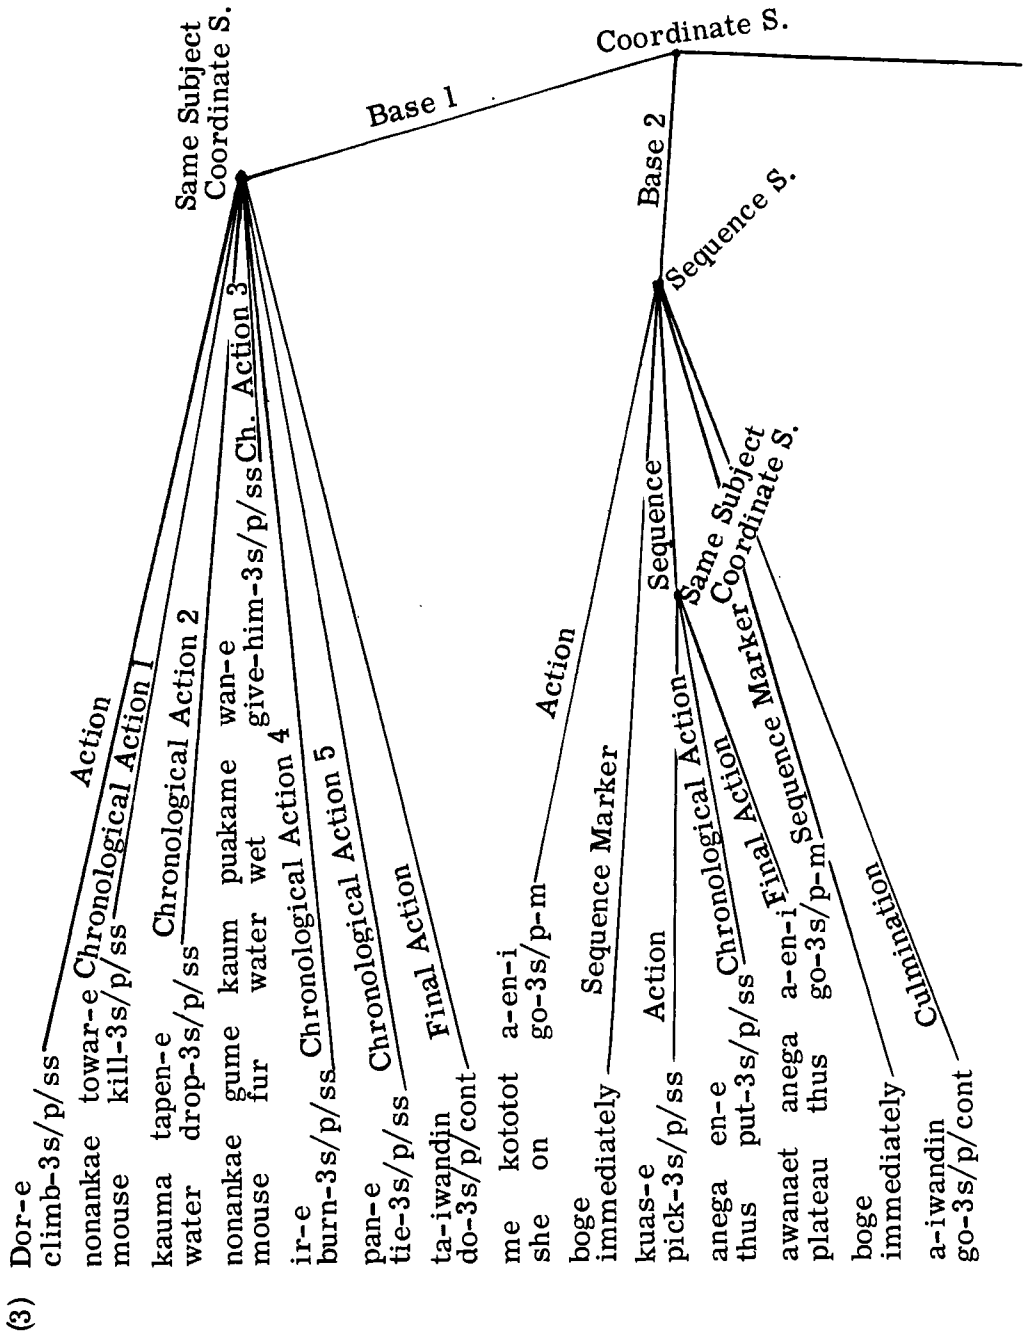 (3)
Dor-e
climb-3s/p/ss
Action
nonankae towar-e
mouse kill-3s/p/ss
Chronological Action 1
kauma tapen-e
water drop-3s/p/ss
Chronological Action 2
nonankae gume kaum puakame wan-e
mouse fur water wet give-him-3s/p/ss
Ch. Action 3
ir-e
burn-3s/p/ss
Chronological Action 4
pan-e
tie-3s/p/ss
Chronological Action 5
ta-iwandin
do-3s/p/cont
Final Action
Same Subject
Coordinate S.
Base 1
Coordinate S.
me kototot a-en-i
she on go-3s/p-m
Action
boge
immediately
Sequence Marker
kuas-e
pick-3s/p/ss
Action
anega en-e
thus put-3s/p/ss
Chronological Action
awanaet anega a-en-i
plateau thus go-3s/p-m
Final Action
Same Subject
Coordinate S.
Sequence
boge
immediately
Sequence Marker
a-iwandin
go-3s/p/cont
Culmination
Sequence S.
Base 2